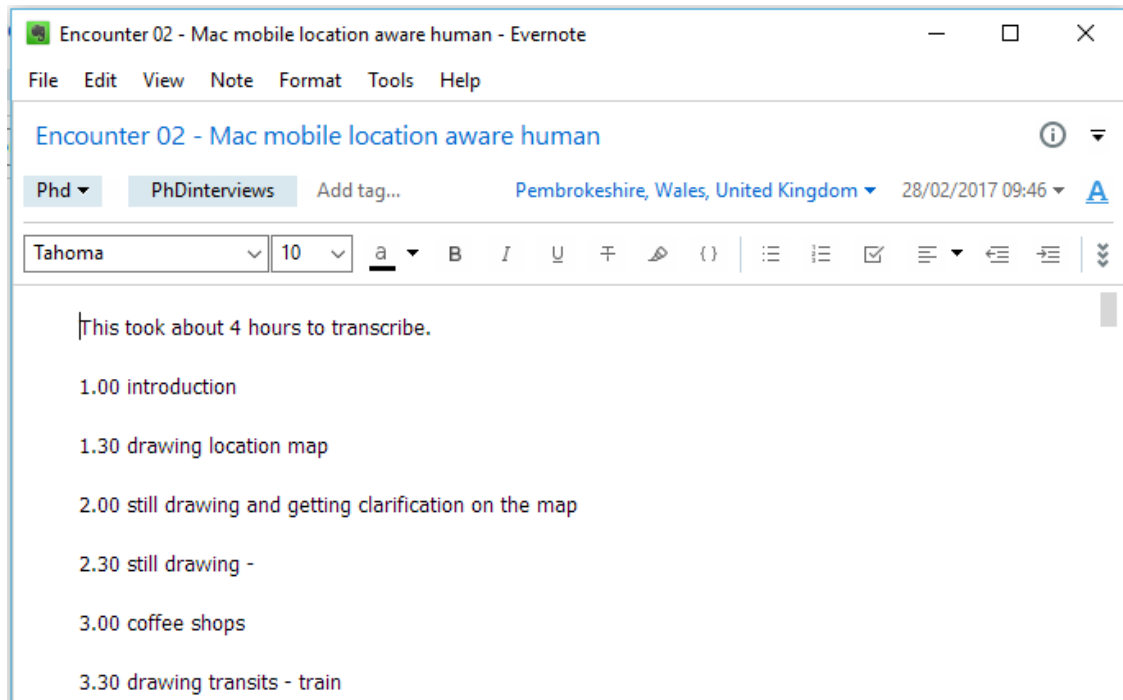 Encounter 02 - Mac mobile location aware human - Evernote
File Edit View Note Format Tools Help
Encounter 02 - Mac mobile location aware human
Phd PhDinterviews Add tag... Pembrokeshire, Wales, United Kingdom 28/02/2017 09:46 A
Tahoma 10 a B I U T { }
This took about 4 hours to transcribe.
1.00 introduction
1.30 drawing location map
2.00 still drawing and getting clarification on the map
2.30 still drawing -
3.00 coffee shops
3.30 drawing transits - train